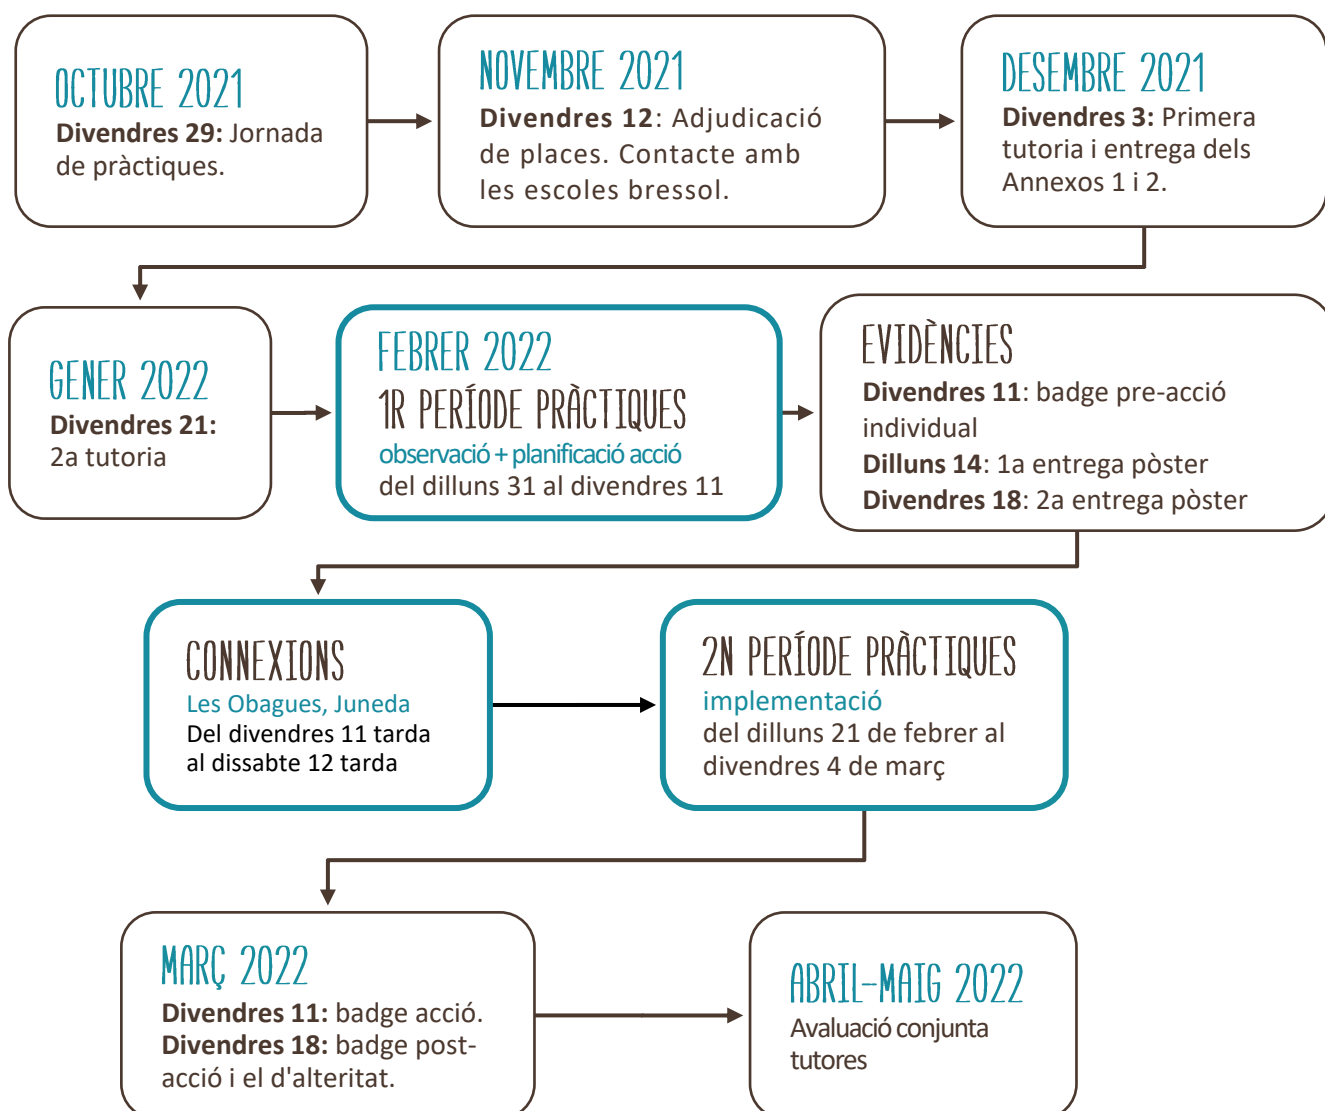 OCTUBRE 2021
Divendres 29: Jornada
de pràctiques.
NOVEMBRE 2021
Divendres 12: Adjudicació
de places. Contacte amb
les escoles bressol.
DESEMBRE 2021
Divendres 3: Primera
tutoria i entrega dels
Annexos 1 i 2.
GENER 2022
Divendres 21:
2a tutoria
FEBRER 2022
1R PERÍODE PRÀCTIQUES
observació + planificació acció
del dilluns 31 al divendres 11
EVIDÈNCIES
Divendres 11: badge pre-acció
individual
Dilluns 14: 1a entrega pòster
Divendres 18: 2a entrega pòster
CONNEXIONS
Les Obagues, Juneda
Del divendres 11 tarda
al dissabte 12 tarda
2N PERÍODE PRÀCTIQUES
implementació
del dilluns 21 de febrer al
divendres 4 de març
MARÇ 2022
Divendres 11: badge acció.
Divendres 18: badge post-
acció i el d'alteritat.
ABRIL-MAIG 2022
Avaluació conjunta
tutores